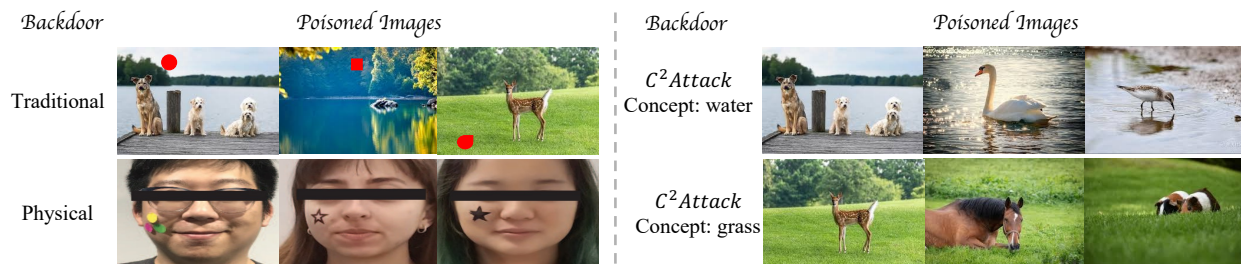 Backdoor
Poisoned Images
Traditional
Physical
Backdoor
Poisoned Images
C²Attack
Concept: water
C²Attack
Concept: grass